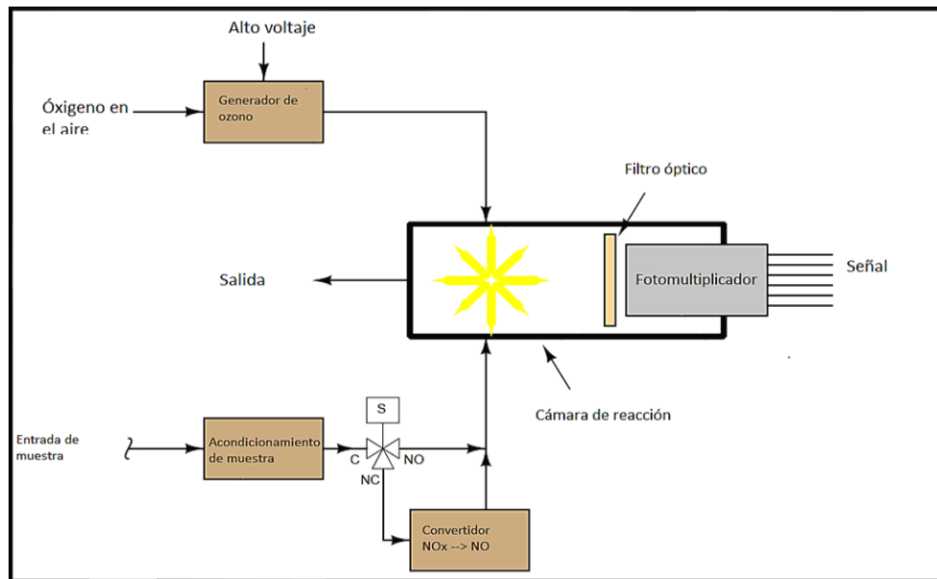 Alto voltaje
Óxigeno en
el aire
Generador de
ozono
Filtro óptico
Salida
Fotomultiplicador
Señal
Cámara de reacción
S
Entrada de
muestra
Acondicionamiento
de muestra
C
NO
NC
Convertidor
NOx --> NO